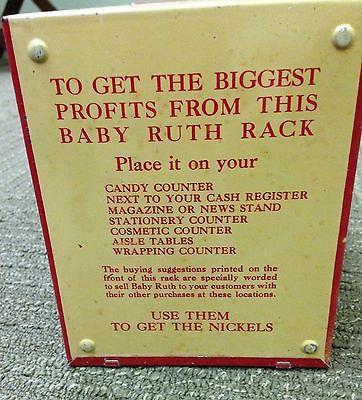 TO GET THE BIGGEST
PROFITS FROM THIS
BABY RUTH RACK
Place it on your
CANDY COUNTER
NEXT TO YOUR CASH REGISTER
MAGAZINE OR NEWS STAND
STATIONERY COUNTER
COSMETIC COUNTER
AISLE TABLES
WRAPPING COUNTER
The buying suggestions printed on the
front of this rack are specially worded
to sell Baby Ruth to your customers with
their other purchases at these locations.
USE THEM
TO GET THE NICKELS